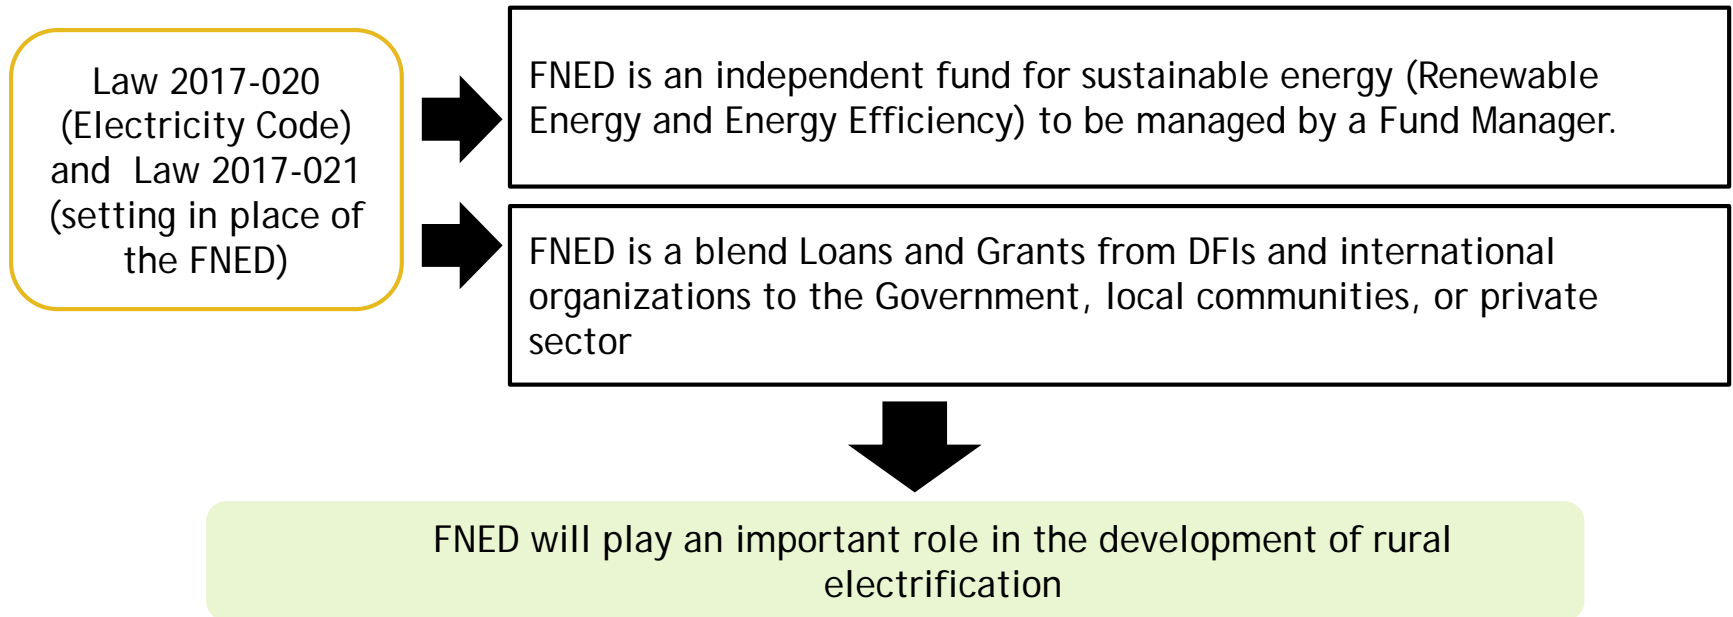 Law 2017-020
(Electricity Code)
and Law 2017-021
(setting in place of
the FNED)
FNED is an independent fund for sustainable energy (Renewable
Energy and Energy Efficiency) to be managed by a Fund Manager.
FNED is a blend Loans and Grants from DFIs and international
organizations to the Government, local communities, or private
sector
FNED will play an important role in the development of rural
electrification